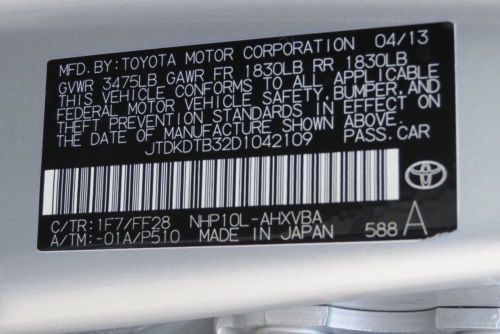 MFD.BY: TOYOTA MOTOR CORPORATION 04/13
GVWR 3475LB GAWR FR 1830LB RR 1830LB
THIS VEHICLE CONFORMS TO ALL APPLICABLE
FEDERAL MOTOR VEHICLE SAFETY, BUMPER, AND
THEFT PREVENTION STANDARDS IN EFFECT ON
THE DATE OF MANUFACTURE SHOWN ABOVE.
JTDKDTB32D1042109 PASS.CAR
C/TR: 1F7/FF28 NHP10L-AHXVBA
A/TM: -01A/P510 MADE IN JAPAN 588 A